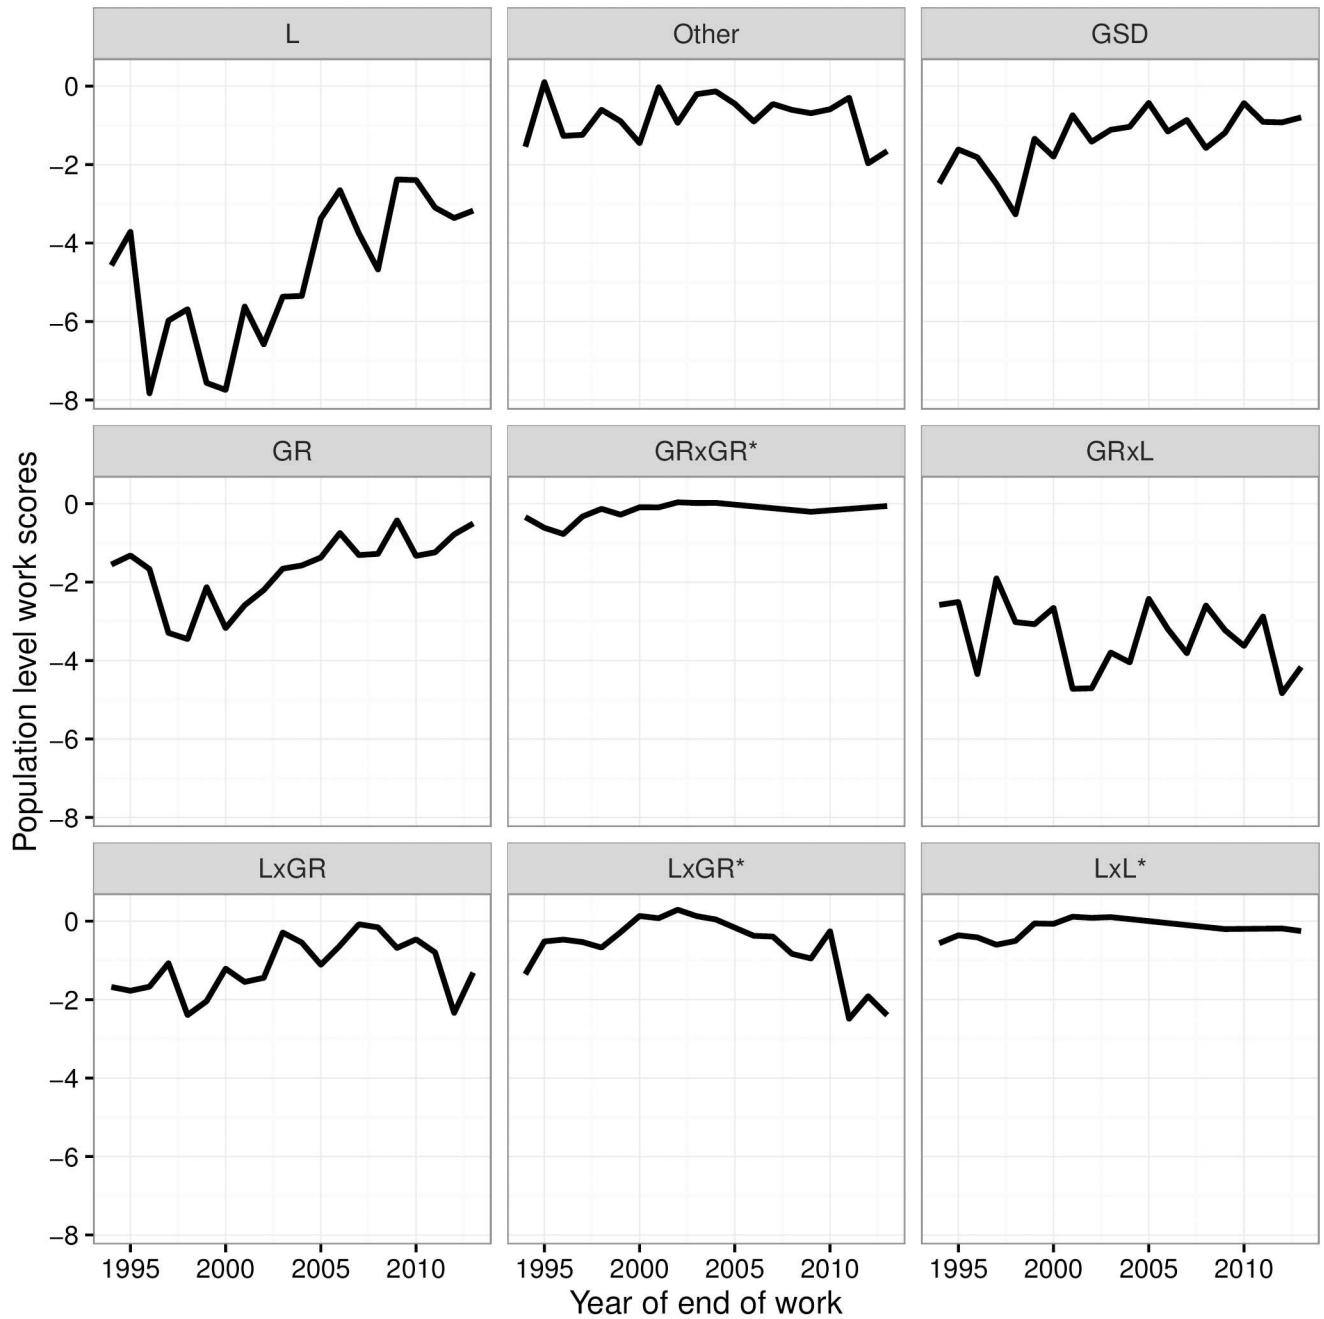 L
Other
GSD
0
−2
−4
−6
−8
GR
GRxGR*
GRxL
0
−2
−4
−6
−8
LxGR
LxGR*
LxL*
0
−2
−4
−6
−8
1995 2000 2005 2010
1995 2000 2005 2010
1995 2000 2005 2010
Population level work scores
Year of end of work